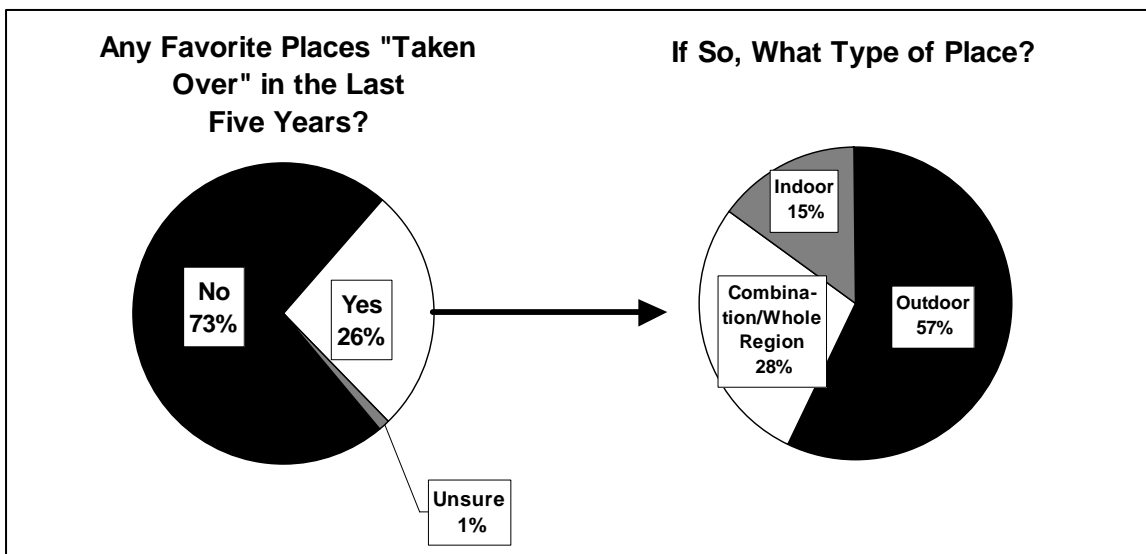 Any Favorite Places "Taken
Over" in the Last
Five Years?
No
73%
Yes
26%
Unsure
1%
If So, What Type of Place?
Indoor
15%
Combina-
tion/Whole
Region
28%
Outdoor
57%